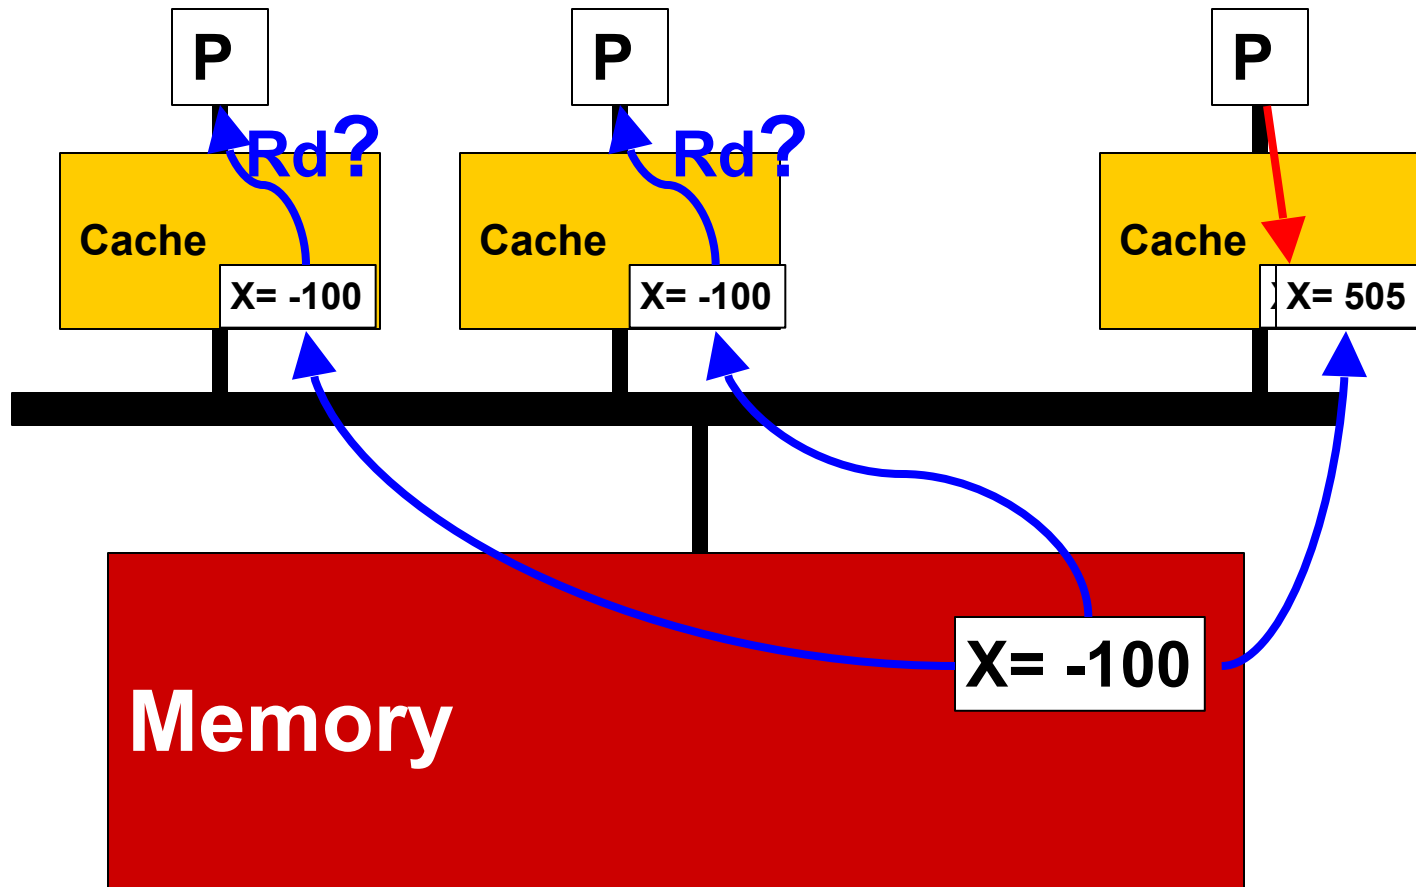 P
P
P
Rd?
Rd?
Cache
Cache
Cache
X= -100
X= -100
X= 505
X= -100
Memory